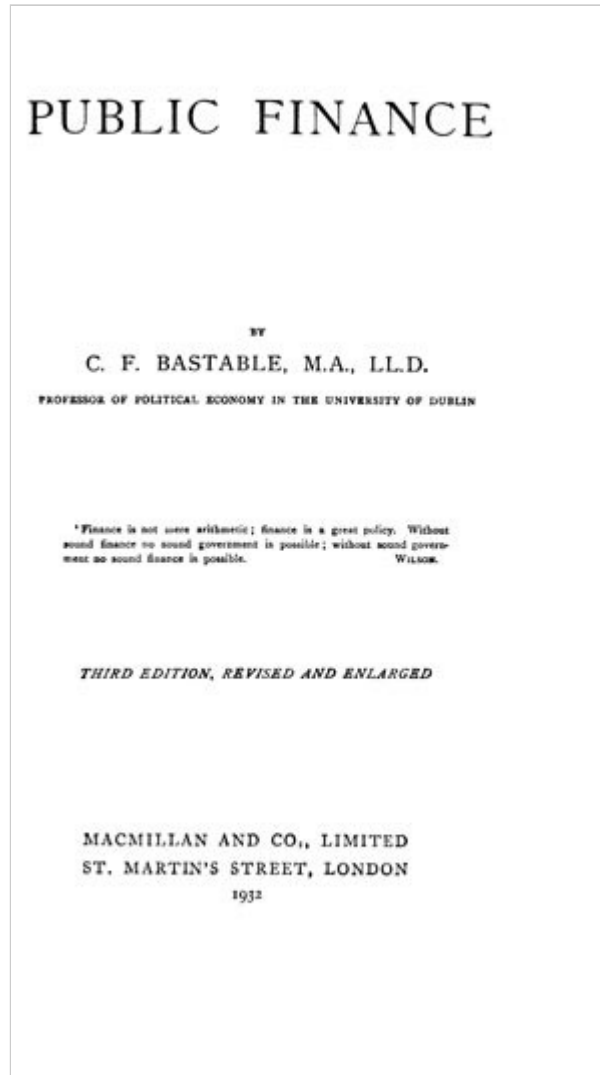 PUBLIC FINANCE
BY
C. F. BASTABLE, M.A., LL.D.
PROFESSOR OF POLITICAL ECONOMY IN THE UNIVERSITY OF DUBLIN
'Finance is not mere arithmetic; finance is a great policy. Without
sound finance no sound government is possible; without sound govern-
ment no sound finance is possible. WILSON.
THIRD EDITION, REVISED AND ENLARGED
MACMILLAN AND CO., LIMITED
ST. MARTIN'S STREET, LONDON
1932